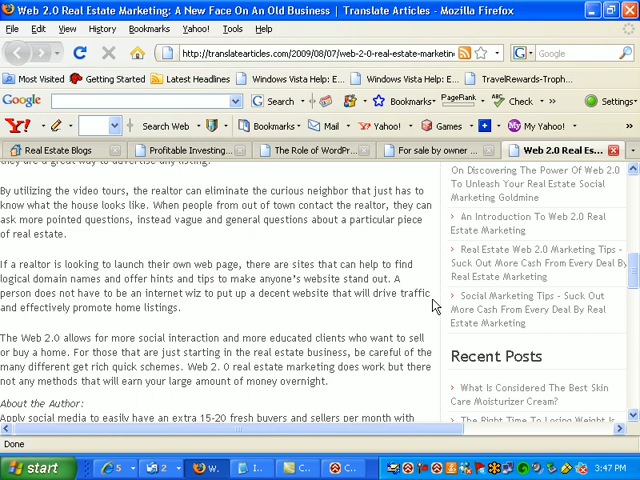 Web 2.0 Real Estate Marketing: A New Face On An Old Business | Translate Articles - Mozilla Firefox
File Edit View History Bookmarks Yahoo! Tools Help
http://translatearticles.com/2009/08/07/web-2-0-real-estate-marketin
Google
Most Visited Getting Started Latest Headlines Windows Vista Help: E... Windows Vista Help: E... TravelRewards-Troph...
Google Search Bookmarks PageRank Check Settings
Y! Search Web Bookmarks Mail Yahoo! Games My Yahoo!
Real Estate Blogs Profitable Investing... The Role of WordPr... For sale by owner ... Web 2.0 Real Es...
they are a great way to advertise any listing.
By utilizing the video tours, the realtor can eliminate the curious neighbor that just has to
know what the house looks like. When people from out of town contact the realtor, they can
ask more pointed questions, instead vague and general questions about a particular piece
of real estate.
If a realtor is looking to launch their own web page, there are sites that can help to find
logical domain names and offer hints and tips to make anyone's website stand out. A
person does not have to be an internet wiz to put up a decent website that will drive traffic
and effectively promote home listings.
The Web 2.0 allows for more social interaction and more educated clients who want to sell
or buy a home. For those that are just starting in the real estate business, be careful of the
many different get rich quick schemes. Web 2. 0 real estate marketing does work but there
not any methods that will earn your large amount of money overnight.
About the Author:
Apply social media to easily have an extra 15-20 fresh buyers and sellers per month with
On Discovering The Power Of Web 2.0
To Unleash Your Real Estate Social
Marketing Goldmine
An Introduction To Web 2.0 Real
Estate Marketing
Real Estate Web 2.0 Marketing Tips -
Suck Out More Cash From Every Deal By
Real Estate Marketing
Social Marketing Tips - Suck Out
More Cash From Every Deal By Real
Estate Marketing
Recent Posts
What Is Considered The Best Skin
Care Moisturizer Cream?
The Right Time To Losing Weight Is
Done
start 5 2 W.. I... C... C... 3:47 PM